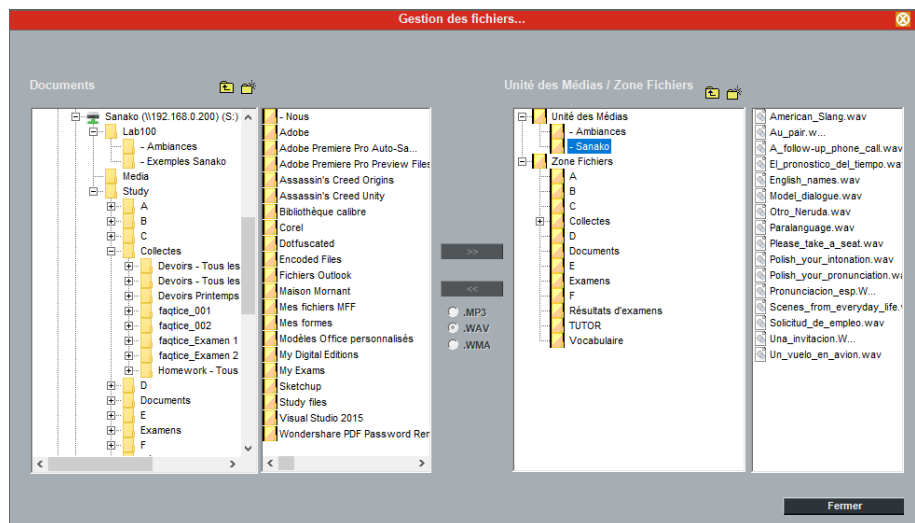 Gestion des fichiers...
Documents
Sanako (\\192.168.0.200) (S:)
Lab100
- Ambiances
- Exemples Sanako
Media
Study
A
B
C
Collectes
Devoirs - Tous les
Devoirs - Tous les
Devoirs Printemps
faqtice_001
faqtice_002
faqtice_Examen 1
faqtice_Examen 2
Homework - Tous
D
Documents
E
Examens
F
- Nous
Adobe
Adobe Premiere Pro Auto-Sa...
Adobe Premiere Pro Preview Files
Assassin's Creed Origins
Assassin's Creed Unity
Bibliothèque calibre
Corel
Dotfuscated
Encoded Files
Fichiers Outlook
Maison Mornant
Mes fichiers MFF
Mes formes
Modèles Office personnalisés
My Digital Editions
My Exams
Sketchup
Study files
Visual Studio 2015
Wondershare PDF Password Rer
>>
<<
.MP3
.WAV
.WMA
Unité des Médias / Zone Fichiers
Unité des Médias
- Ambiances
- Sanako
Zone Fichiers
A
B
C
Collectes
D
Documents
E
Examens
F
Résultats d'examens
TUTOR
Vocabulaire
American_Slang.wav
Au_pair.w...
A_follow-up_phone_call.wav
El_pronostico_del_tiempo.wa
English_names.wav
Model_dialogue.wav
Otro_Neruda.wav
Paralanguage.wav
Please_take_a_seat.wav
Polish_your_intonation.wav
Polish_your_pronunciation.wa
Pronunciacion_esp.W...
Scenes_from_everyday_life.
Solicitud_de_empleo.wav
Una_invitacion.W...
Un_vuelo_en_avion.wav
Fermer